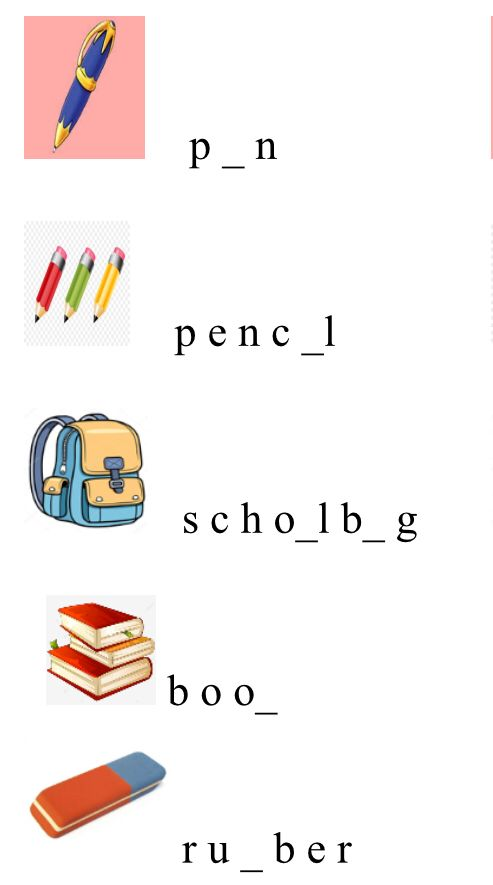 p _ n
p e n c _l
s c h o_l b_ g
b o o_
r u _ b e r